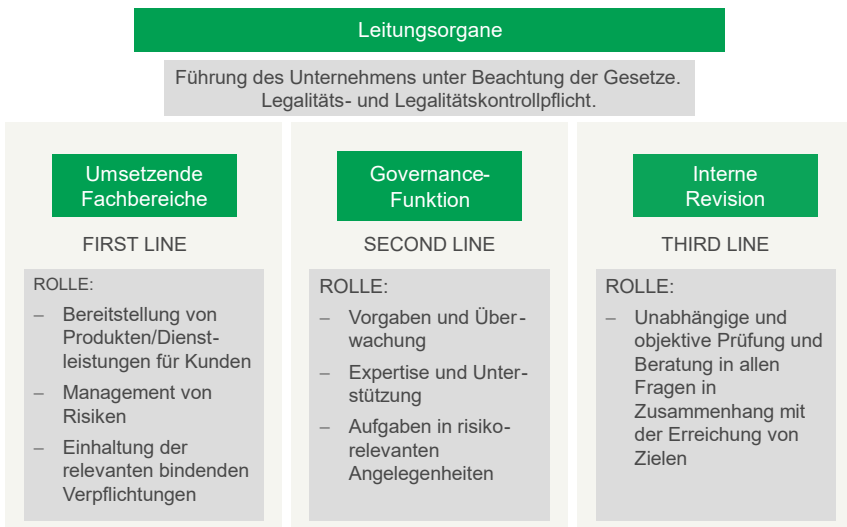 Leitungsorgane
Führung des Unternehmens unter Beachtung der Gesetze.
Legalitäts- und Legalitätskontrollpflicht.
Umsetzende
Fachbereiche
FIRST LINE
ROLLE:
– Bereitstellung von
Produkten/Dienst-
leistungen für Kunden
– Management von
Risiken
– Einhaltung der
relevanten bindenden
Verpflichtungen
Governance-
Funktion
SECOND LINE
ROLLE:
– Vorgaben und Über-
wachung
– Expertise und Unter-
stützung
– Aufgaben in risiko-
relevanten
Angelegenheiten
Interne
Revision
THIRD LINE
ROLLE:
– Unabhängige und
objektive Prüfung und
Beratung in allen
Fragen in
Zusammenhang mit
der Erreichung von
Zielen